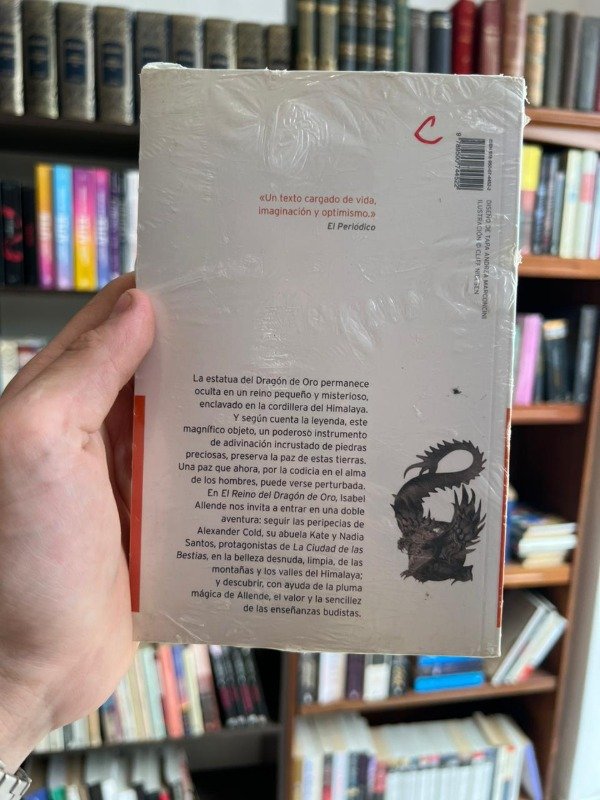 C
«Un texto cargado de vida,
imaginación y optimismo.»
El Periódico
DISEÑO DE TAPA: ANDREA MARCONCINI
La estatua del Dragón de Oro permanece
oculta en un reino pequeño y misterioso,
enclavado en la cordillera del Himalaya.
Y según cuenta la leyenda, este
magnífico objeto, un poderoso instrumento
de adivinación incrustado de piedras
preciosas, preserva la paz de estas tierras.
Una paz que ahora, por la codicia en el alma
de los hombres, puede verse perturbada.
En El Reino del Dragón de Oro, Isabel
Allende nos invita a entrar en una doble
aventura: seguir las peripecias de
Alexander Cold, su abuela Kate y Nadia
Santos, protagonistas de La Ciudad de las
Bestias, en la belleza desnuda, limpia, de las
montañas y los valles del Himalaya;
y descubrir, con ayuda de la pluma
mágica de Allende, el valor y la sencillez
de las enseñanzas budistas.